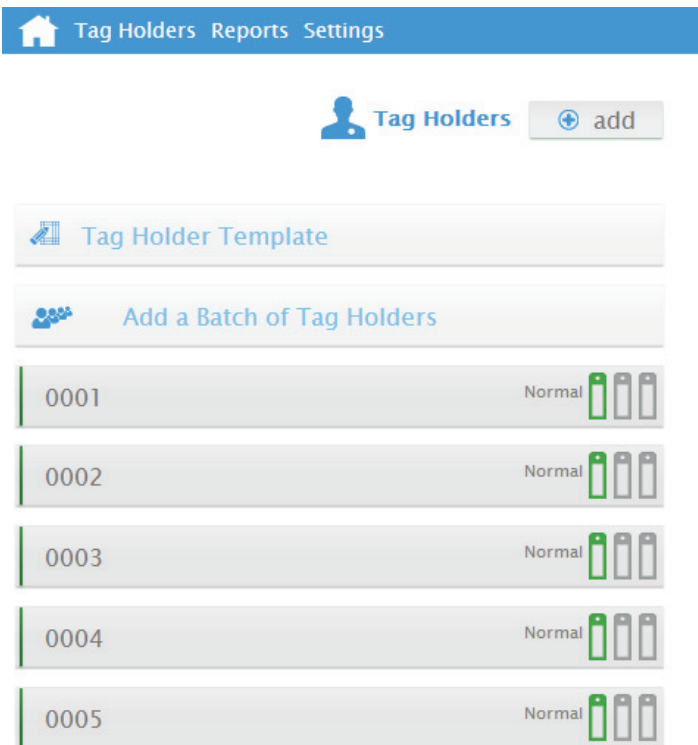 Tag Holders Reports Settings
Tag Holders add
Tag Holder Template
Add a Batch of Tag Holders
0001 Normal
0002 Normal
0003 Normal
0004 Normal
0005 Normal